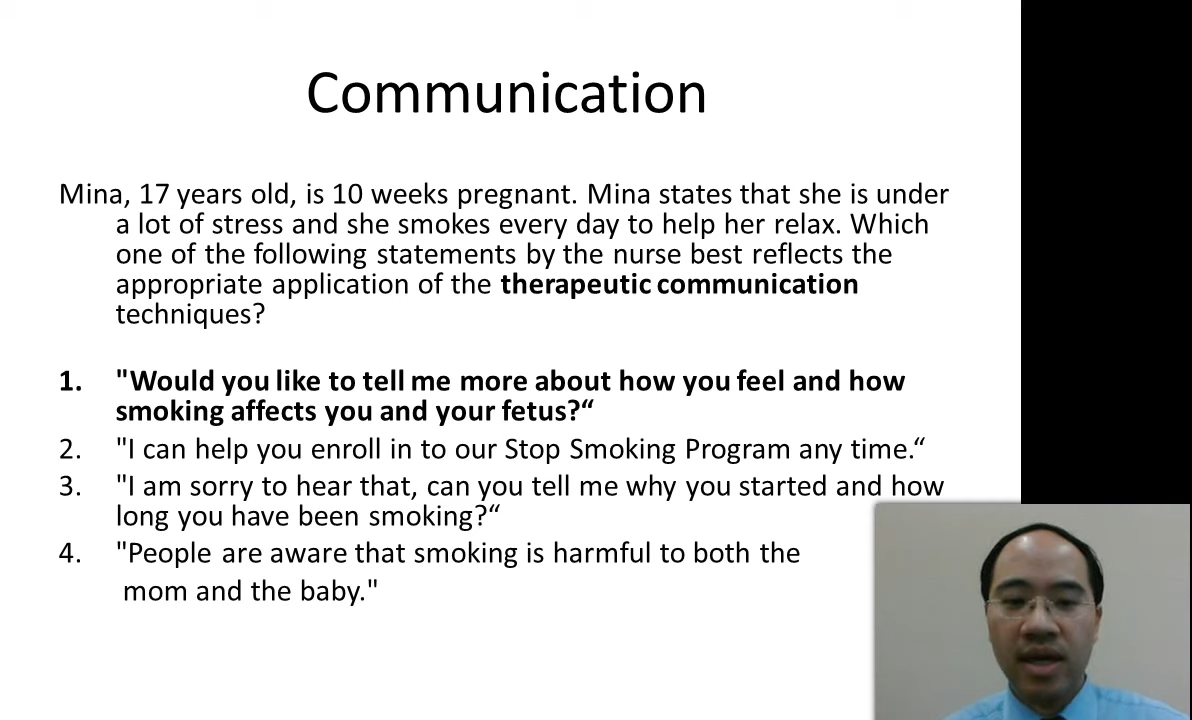 Communication
Mina, 17 years old, is 10 weeks pregnant. Mina states that she is under
a lot of stress and she smokes every day to help her relax. Which
one of the following statements by the nurse best reflects the
appropriate application of the therapeutic communication
techniques?
1. "Would you like to tell me more about how you feel and how
smoking affects you and your fetus?“
2. "I can help you enroll in to our Stop Smoking Program any time.“
3. "I am sorry to hear that, can you tell me why you started and how
long you have been smoking?“
4. "People are aware that smoking is harmful to both the
mom and the baby."